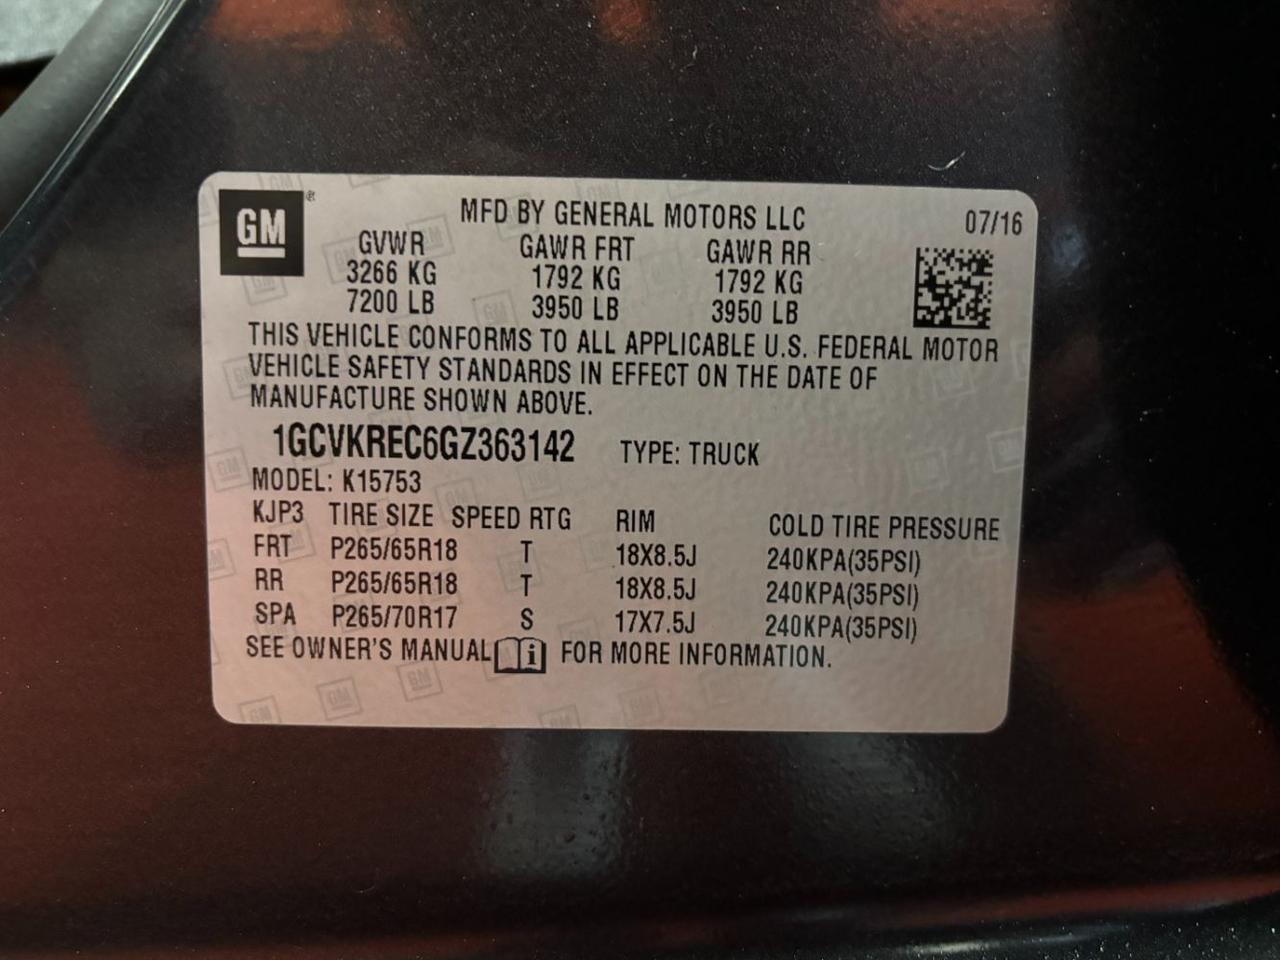 GM ®
MFD BY GENERAL MOTORS LLC 07/16
GVWR GAWR FRT GAWR RR
3266 KG 1792 KG 1792 KG
7200 LB 3950 LB 3950 LB
THIS VEHICLE CONFORMS TO ALL APPLICABLE U.S. FEDERAL MOTOR
VEHICLE SAFETY STANDARDS IN EFFECT ON THE DATE OF
MANUFACTURE SHOWN ABOVE.
1GCVKREC6GZ363142 TYPE: TRUCK
MODEL: K15753
KJP3 TIRE SIZE SPEED RTG RIM COLD TIRE PRESSURE
FRT P265/65R18 T 18X8.5J 240KPA(35PSI)
RR P265/65R18 T 18X8.5J 240KPA(35PSI)
SPA P265/70R17 S 17X7.5J 240KPA(35PSI)
SEE OWNER'S MANUAL i FOR MORE INFORMATION.